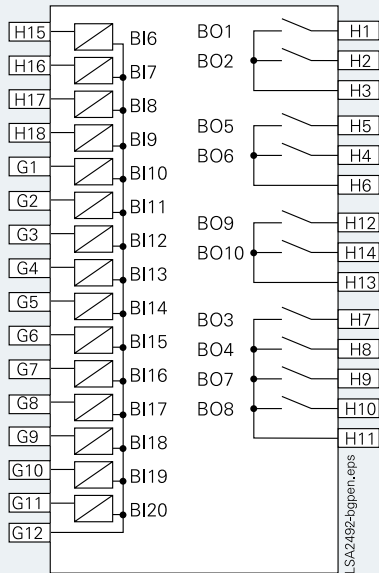 H15 BI6 BO1 H1
H16 BI7 BO2 H2
H17 BI8 H3
H18 BI9 BO5 H5
G1 BI10 BO6 H4
G2 BI11 H6
G3 BI12 BO9 H12
G4 BI13 BO10 H14
G5 BI14 H13
G6 BI15 BO3 H7
G7 BI16 BO4 H8
G8 BI17 BO7 H9
G9 BI18 BO8 H10
G10 BI19 H11
G11 BI20
G12
LSA2492-bgpen.eps